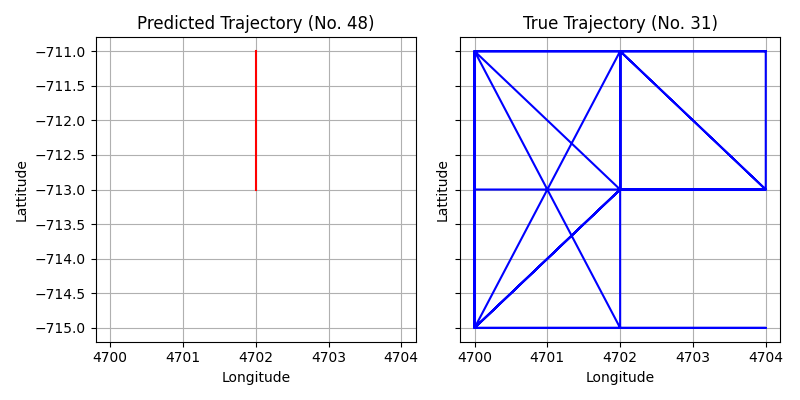 Predicted Trajectory (No. 48)
True Trajectory (No. 31)
−711.0
−711.5
−712.0
−712.5
−713.0
−713.5
−714.0
−714.5
−715.0
Lattitude
Lattitude
4700 4701 4702 4703 4704
4700 4701 4702 4703 4704
Longitude
Longitude